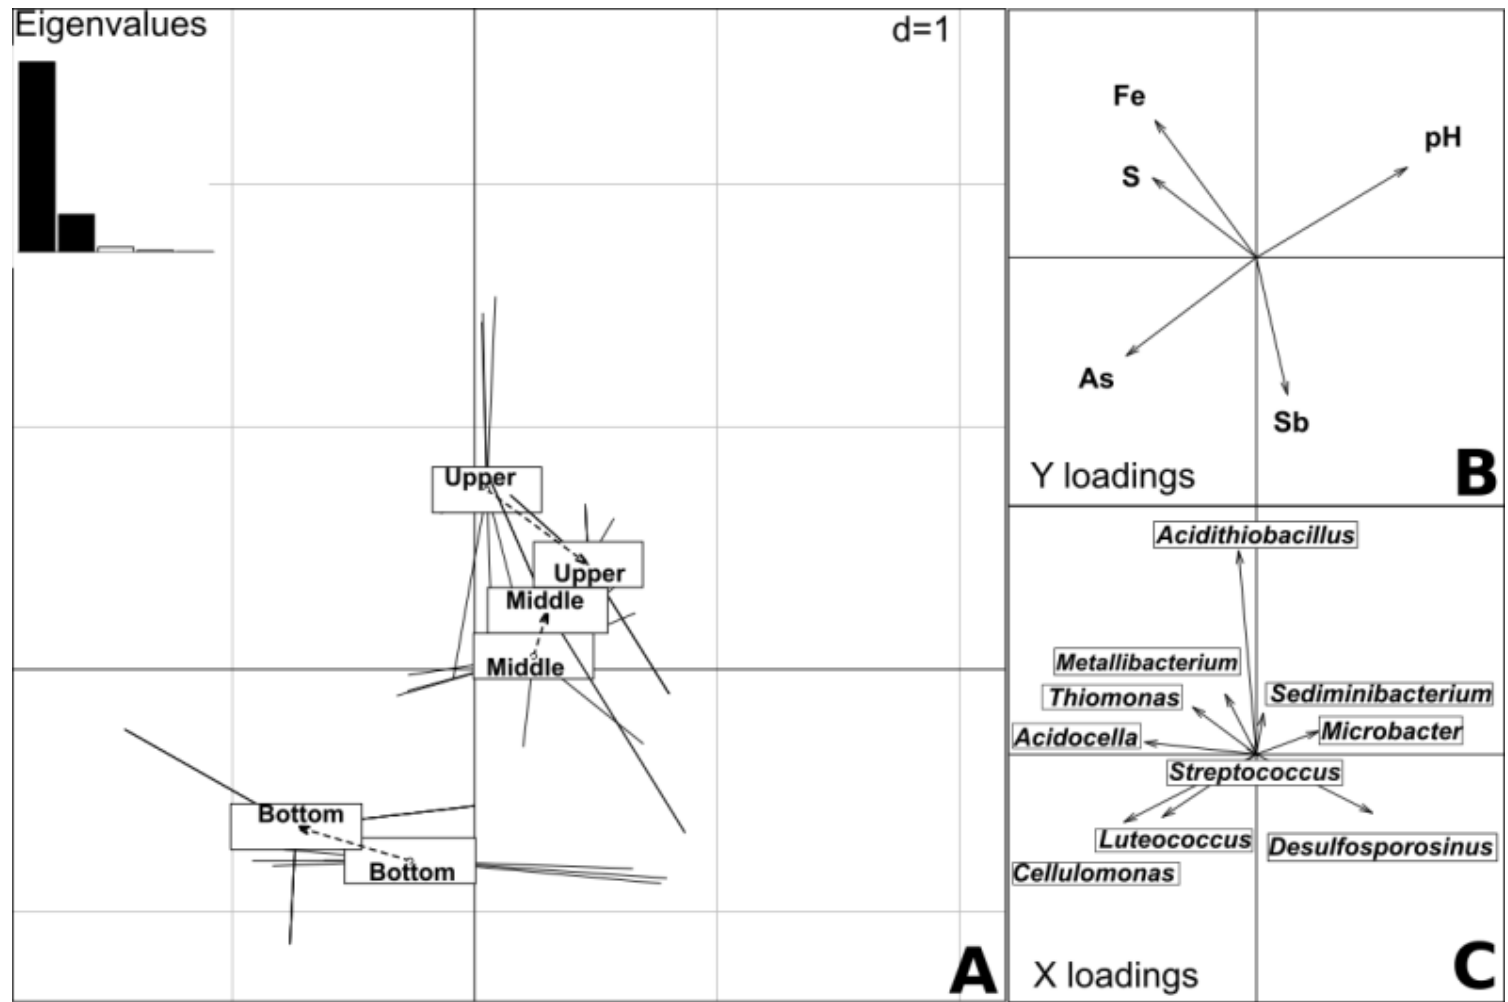 Eigenvalues
d=1
Upper
Upper
Middle
Middle
Bottom
Bottom
A
Fe
pH
S
As
Sb
Y loadings
B
Acidithiobacillus
Metallibacterium
Thiomonas
Sediminibacterium
Acidocella
Microbacter
Streptococcus
Luteococcus
Desulfosporosinus
Cellulomonas
X loadings
C